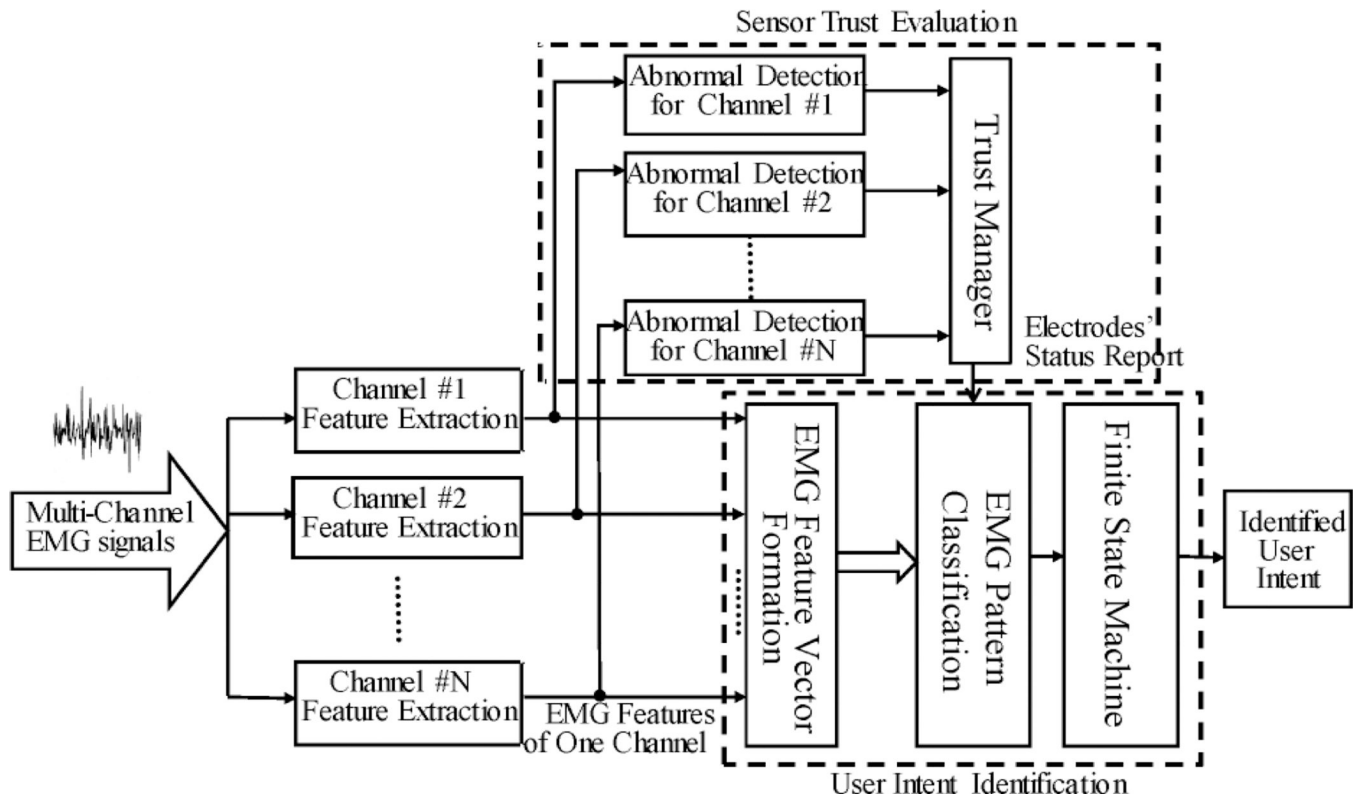 Sensor Trust Evaluation
Abnormal Detection
for Channel #1
Abnormal Detection
for Channel #2
Abnormal Detection
for Channel #N
Trust Manager
Electrodes'
Status Report
Channel #1
Feature Extraction
Channel #2
Feature Extraction
Channel #N
Feature Extraction
Multi-Channel
EMG signals
EMG Features
of One Channel
EMG Feature Vector
Formation
EMG Pattern
Classification
Finite State Machine
Identified
User
Intent
User Intent Identification